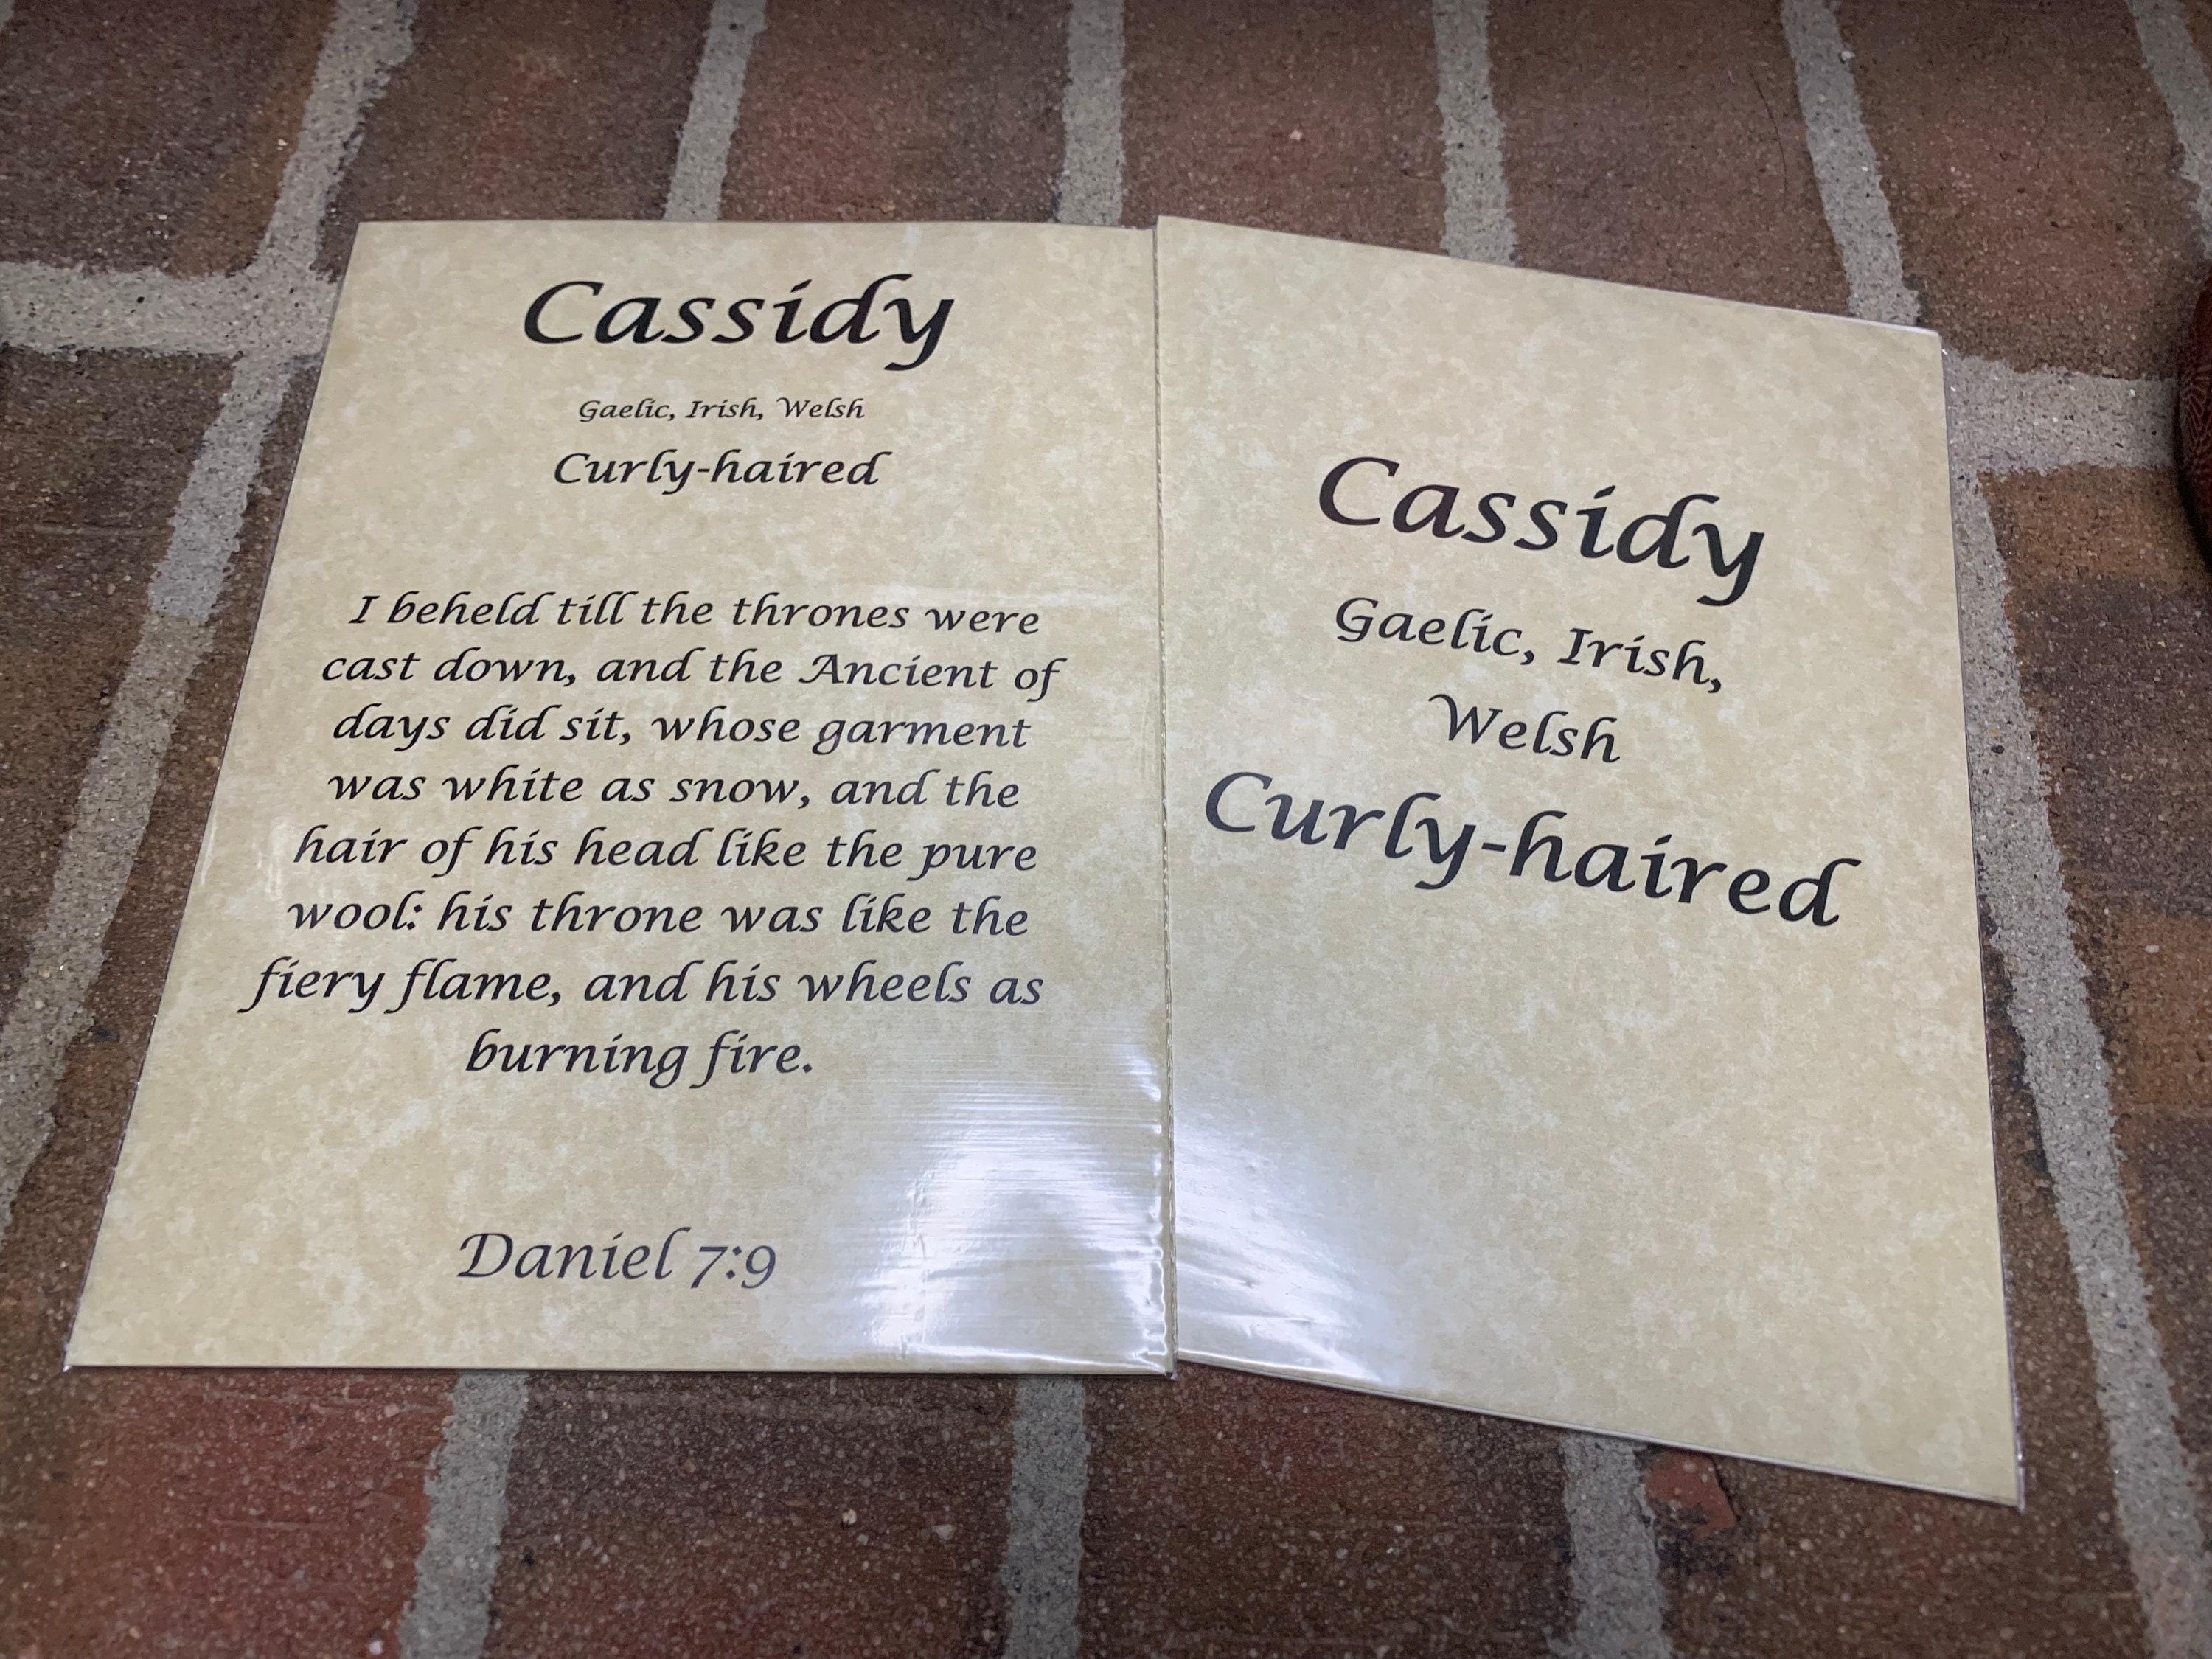 Cassidy
Gaelic, Irish, Welsh
Curly-haired
I beheld till the thrones were
cast down, and the Ancient of
days did sit, whose garment
was white as snow, and the
hair of his head like the pure
wool: his throne was like the
fiery flame, and his wheels as
burning fire.
Daniel 7:9
Cassidy
Gaelic, Irish,
Welsh
Curly-haired